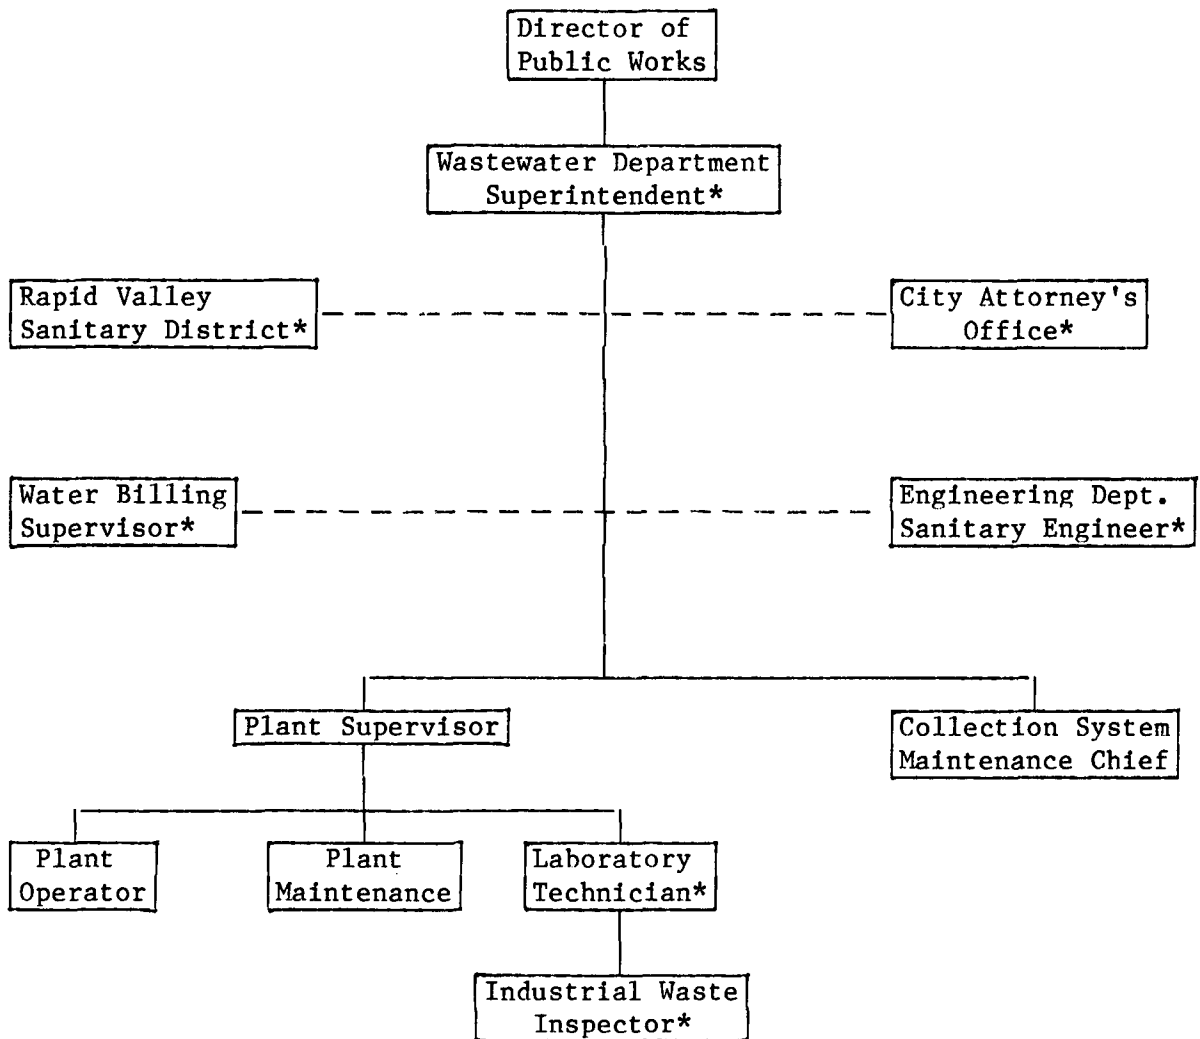 Director of
Public Works
Wastewater Department
Superintendent*
Rapid Valley
Sanitary District*
City Attorney's
Office*
Water Billing
Supervisor*
Engineering Dept.
Sanitary Engineer*
Plant Supervisor
Collection System
Maintenance Chief
Plant
Operator
Plant
Maintenance
Laboratory
Technician*
Industrial Waste
Inspector*